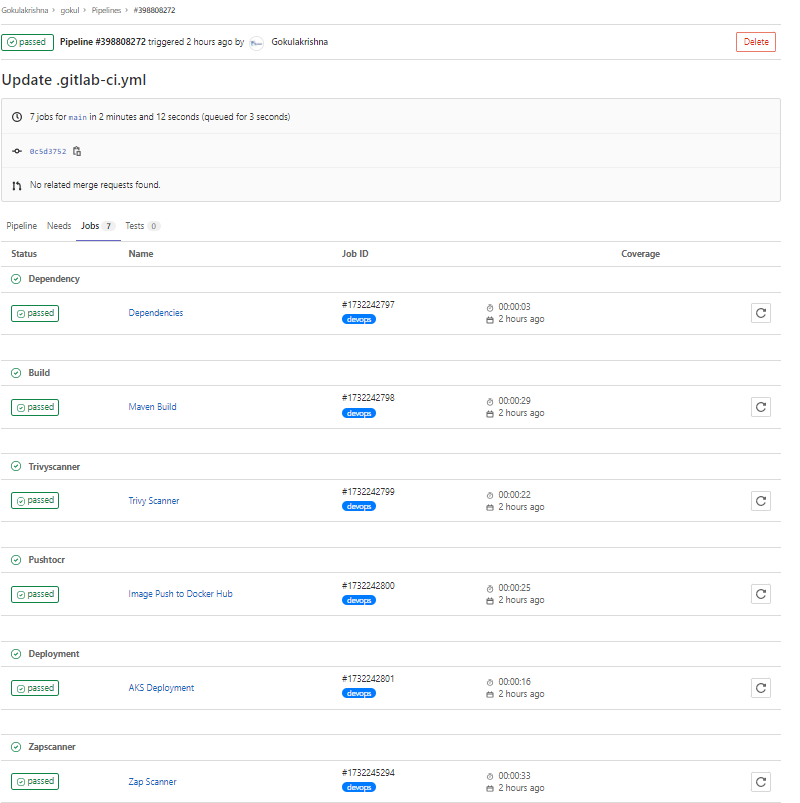 Gokulakrishna > gokul > Pipelines > #398808272
passed Pipeline #398808272 triggered 2 hours ago by Gokulakrishna Delete
Update .gitlab-ci.yml
7 jobs for main in 2 minutes and 12 seconds (queued for 3 seconds)
0c5d3752
No related merge requests found.
Pipeline Needs Jobs 7 Tests 0
Status Name Job ID Coverage
Dependency
passed Dependencies #1732242797 00:00:03
devops 2 hours ago
Build
passed Maven Build #1732242798 00:00:29
devops 2 hours ago
Trivyscanner
passed Trivy Scanner #1732242799 00:00:22
devops 2 hours ago
Pushtocr
passed Image Push to Docker Hub #1732242800 00:00:25
devops 2 hours ago
Deployment
passed AKS Deployment #1732242801 00:00:16
devops 2 hours ago
Zapscanner
passed Zap Scanner #1732245294 00:00:33
devops 2 hours ago